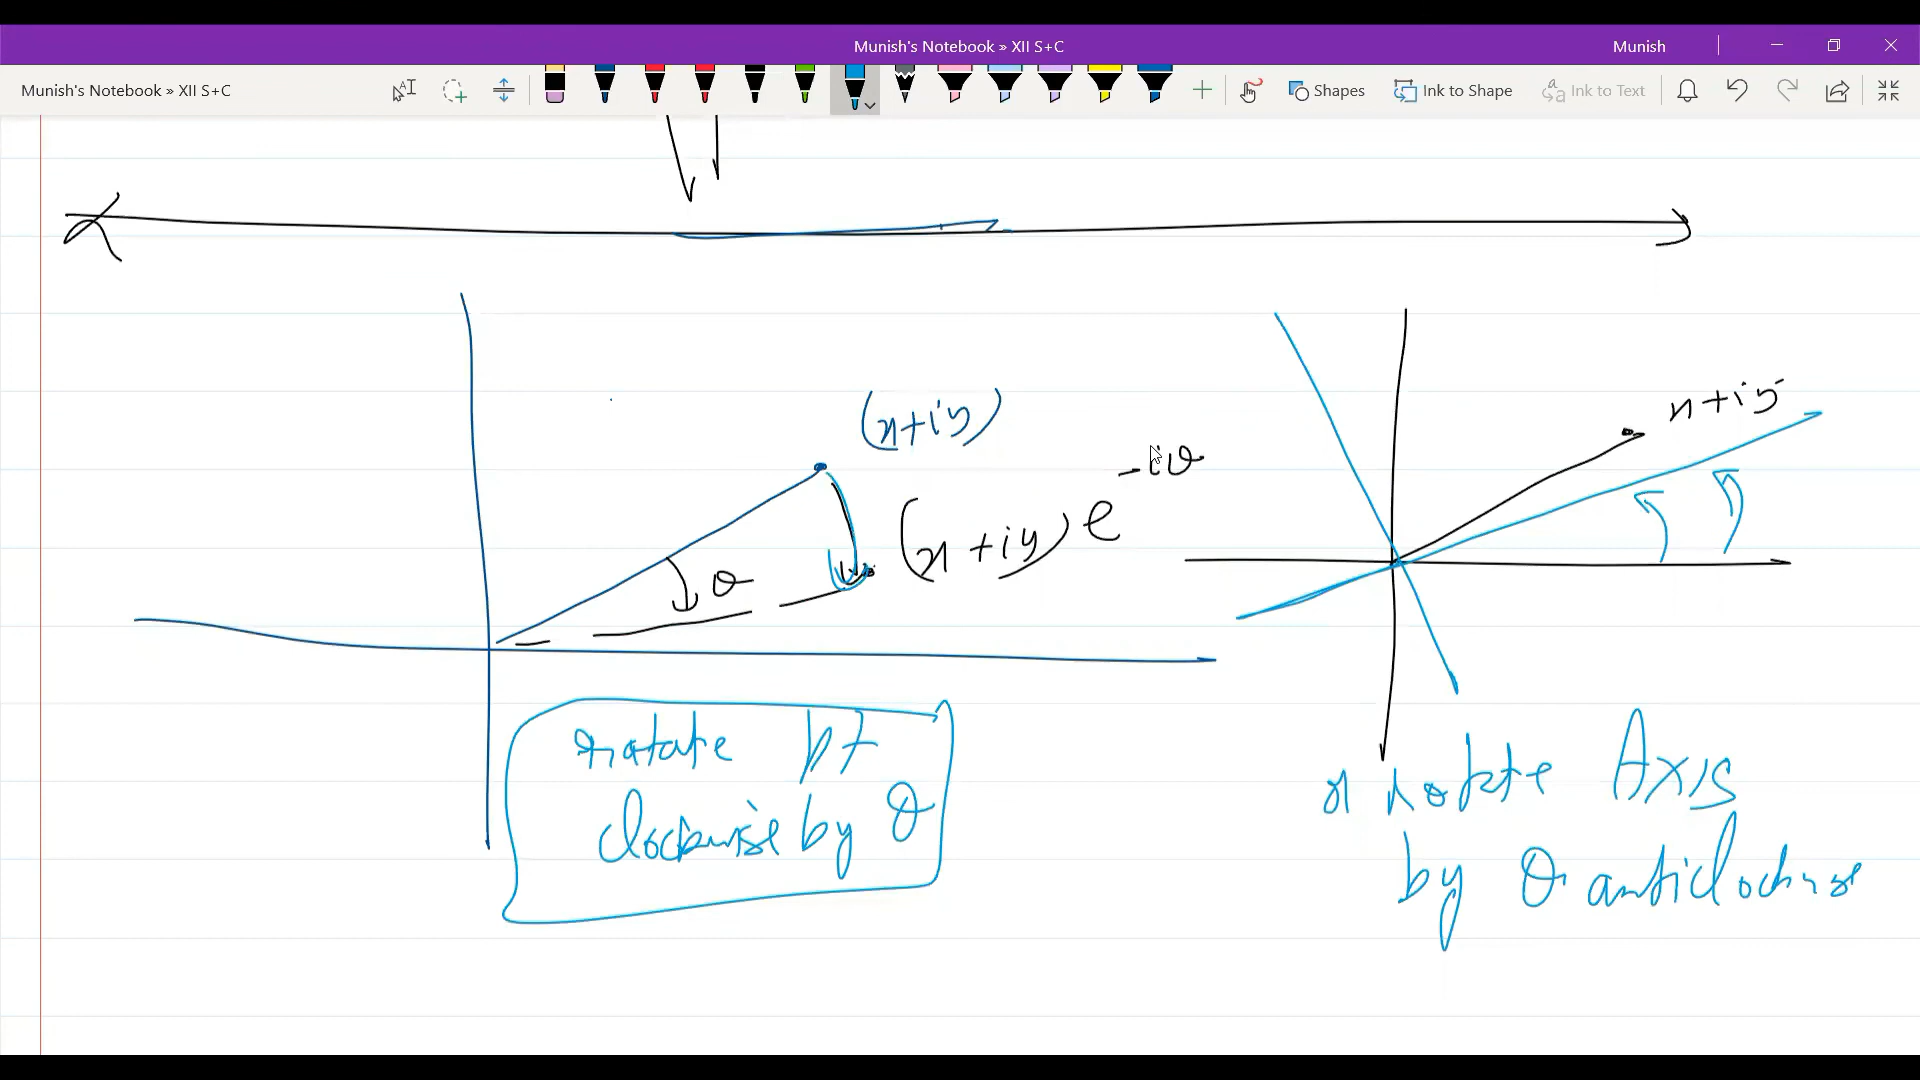 Munish's Notebook » XII S+C
Munish
Munish's Notebook » XII S+C
Shapes
Ink to Shape
Ink to Text
(x+iy)
(x+iy)e^-iθ
θ
x+iy
rotate pt
clockwise by θ
or rotate Axis
by θ anticlockwise